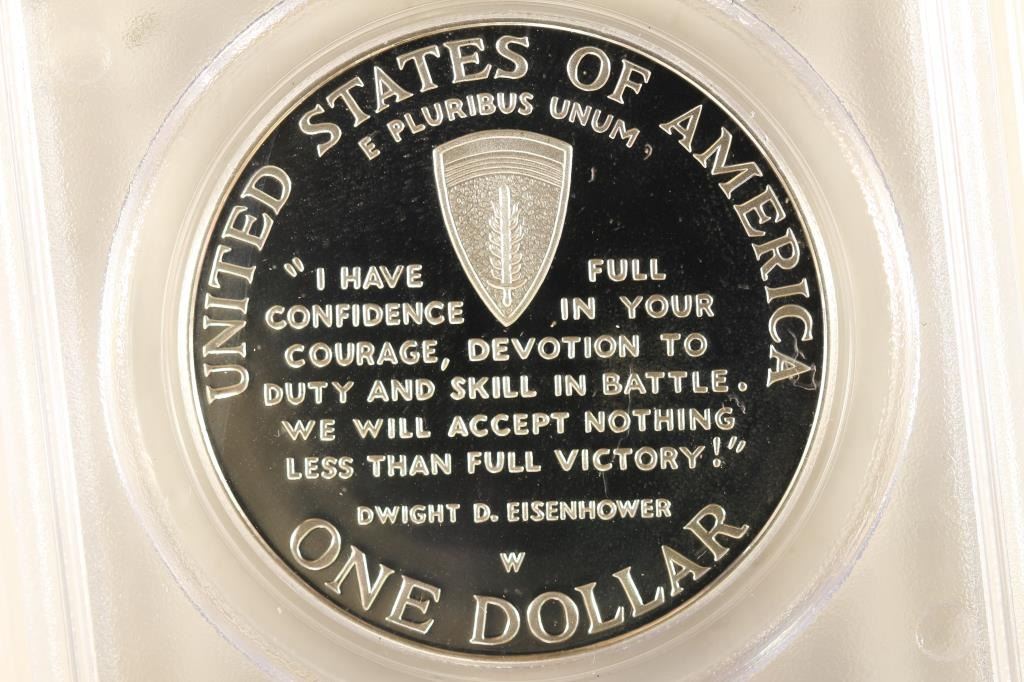 UNITED STATES OF AMERICA
E PLURIBUS UNUM,
"I HAVE FULL
CONFIDENCE IN YOUR
COURAGE, DEVOTION TO
DUTY AND SKILL IN BATTLE.
WE WILL ACCEPT NOTHING
LESS THAN FULL VICTORY!"
DWIGHT D. EISENHOWER
W
ONE DOLLAR